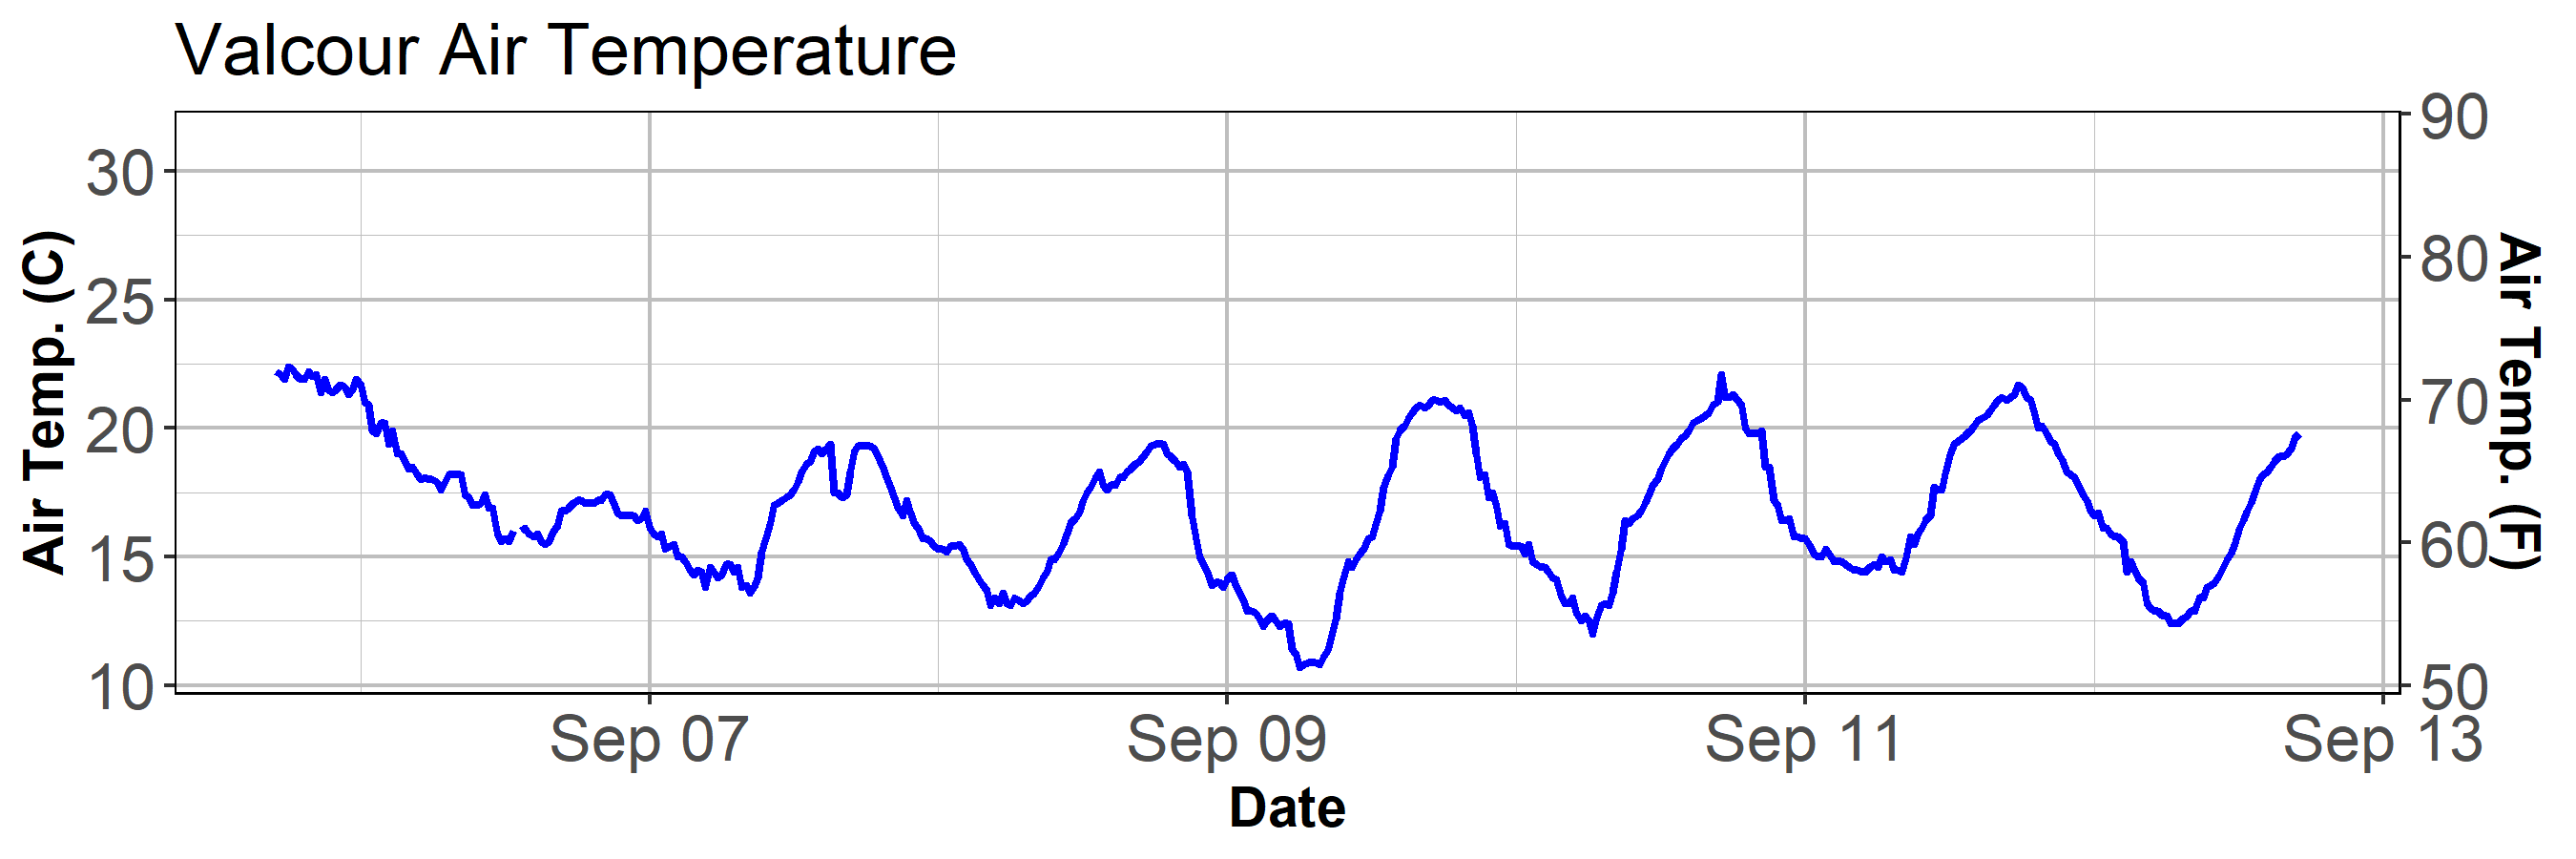 Valcour Air Temperature
Air Temp. (C)
30
25
20
15
10
90
80
70
60
50
Air Temp. (F)
Sep 07
Sep 09
Sep 11
Sep 13
Date